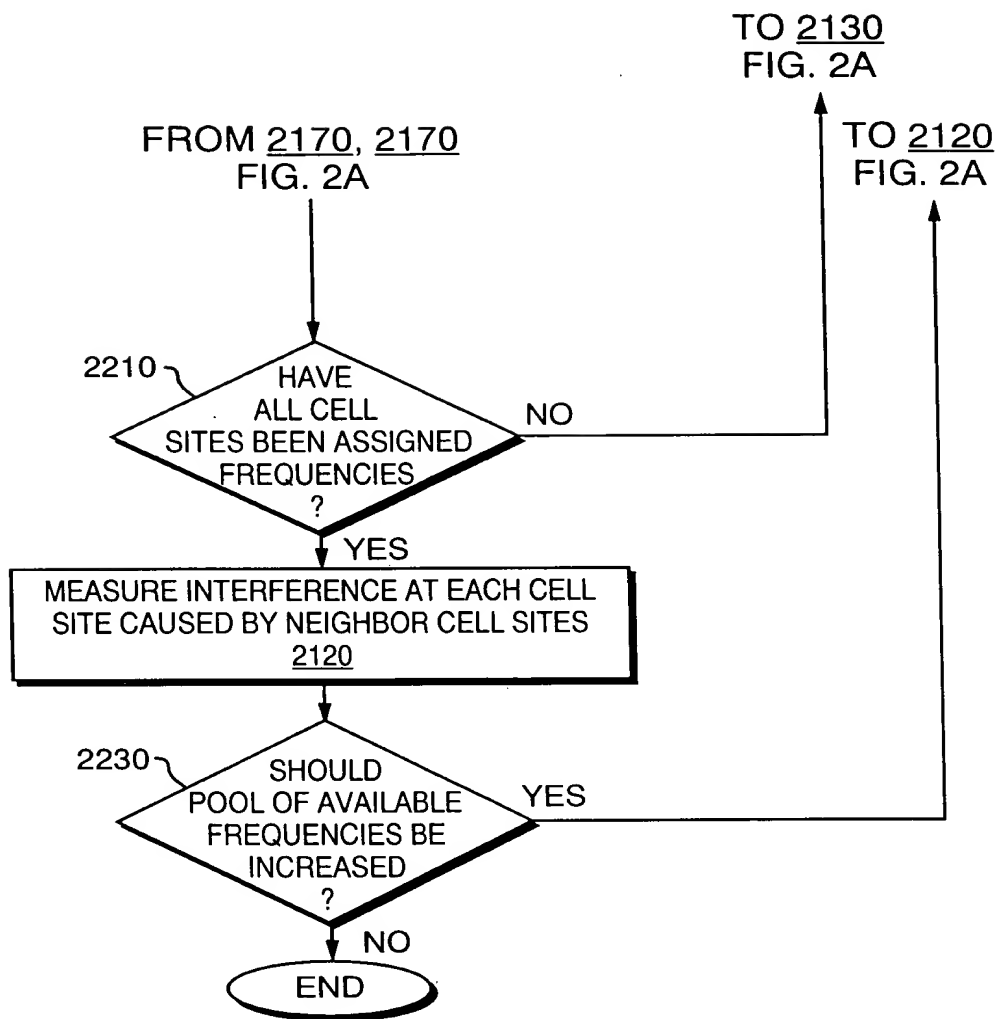 TO 2130
FIG. 2A
TO 2120
FIG. 2A
FROM 2170, 2170
FIG. 2A
2210
HAVE
ALL CELL
SITES BEEN ASSIGNED
FREQUENCIES
?
NO
YES
MEASURE INTERFERENCE AT EACH CELL
SITE CAUSED BY NEIGHBOR CELL SITES
2120
2230
SHOULD
POOL OF AVAILABLE
FREQUENCIES BE
INCREASED
?
YES
NO
END